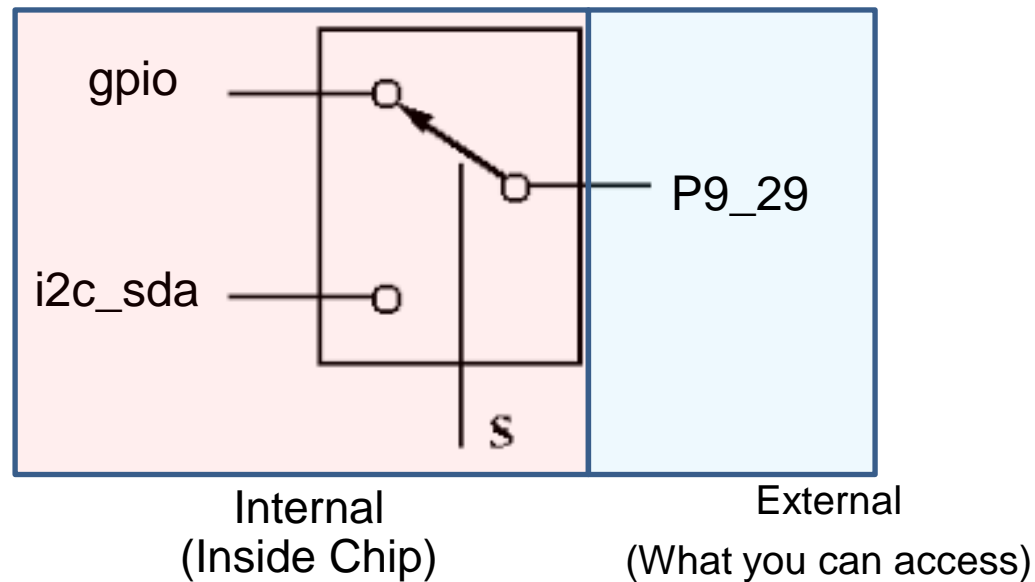 gpio
P9_29
i2c_sda
s
Internal
(Inside Chip)
External
(What you can access)